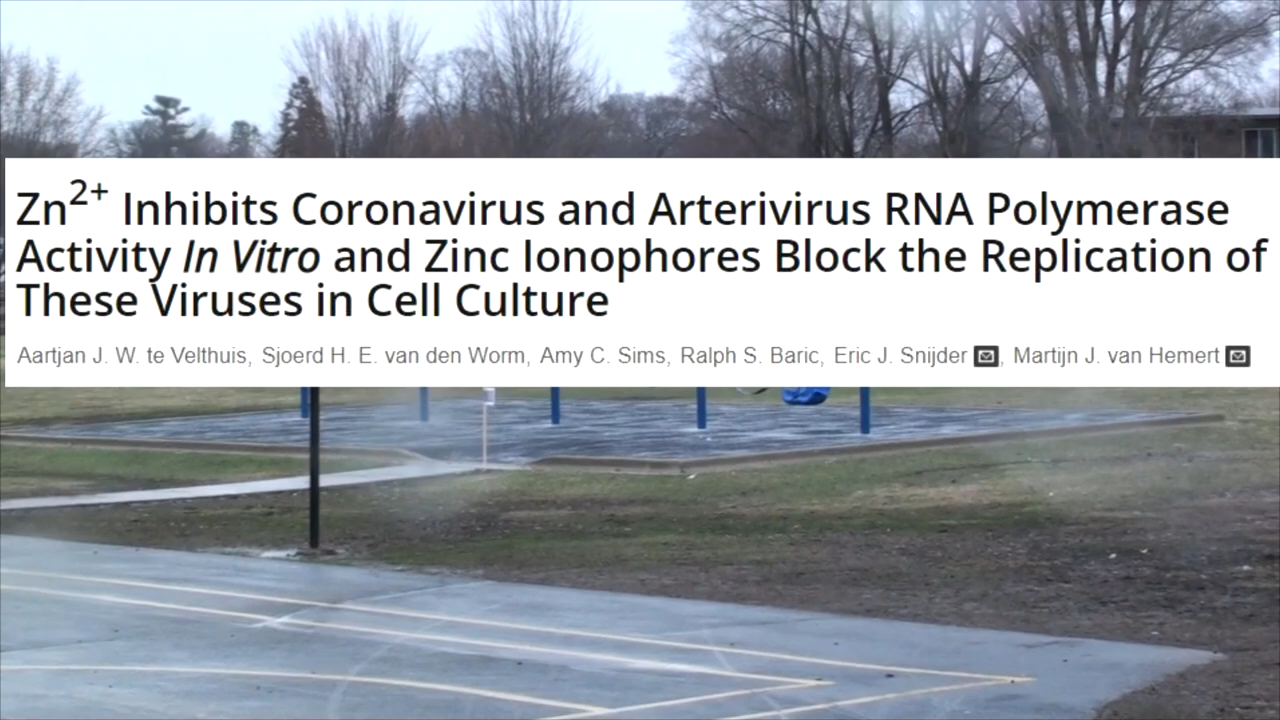 Zn2+ Inhibits Coronavirus and Arterivirus RNA Polymerase
Activity In Vitro and Zinc Ionophores Block the Replication of
These Viruses in Cell Culture
Aartjan J. W. te Velthuis, Sjoerd H. E. van den Worm, Amy C. Sims, Ralph S. Baric, Eric J. Snijder, Martijn J. van Hemert